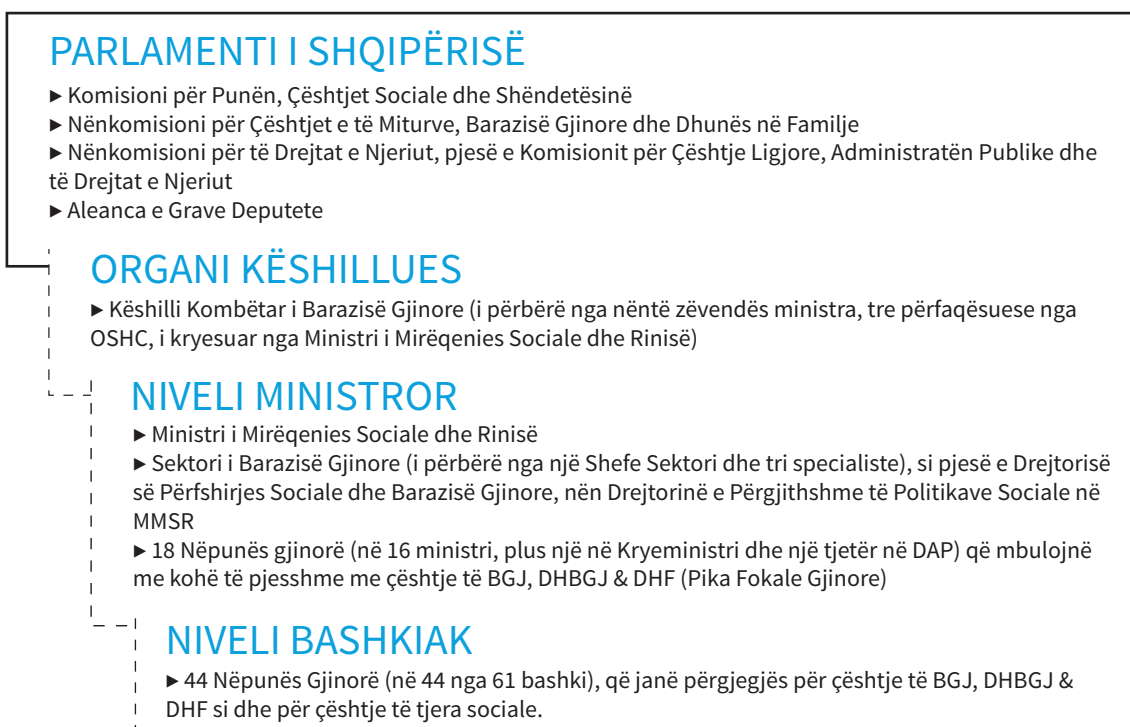 PARLAMENTI I SHQIPËRISË
▸ Komisioni për Punën, Çështjet Sociale dhe Shëndetësinë
▸ Nënkomisioni për Çështjet e të Miturve, Barazisë Gjinore dhe Dhunës në Familje
▸ Nënkomisioni për të Drejtat e Njeriut, pjesë e Komisionit për Çështje Ligjore, Administratën Publike dhe
të Drejtat e Njeriut
▸ Aleanca e Grave Deputete
ORGANI KËSHILLUES
▸ Këshilli Kombëtar i Barazisë Gjinore (i përbërë nga nëntë zëvendës ministra, tre përfaqësuese nga
OSHC, i kryesuar nga Ministri i Mirëqenies Sociale dhe Rinisë)
NIVELI MINISTROR
▸ Ministri i Mirëqenies Sociale dhe Rinisë
▸ Sektori i Barazisë Gjinore (i përbërë nga një Shefe Sektori dhe tri specialiste), si pjesë e Drejtorisë
së Përfshirjes Sociale dhe Barazisë Gjinore, nën Drejtorinë e Përgjithshme të Politikave Sociale në
MMSR
▸ 18 Nëpunës gjinorë (në 16 ministri, plus një në Kryeministri dhe një tjetër në DAP) që mbulojnë
me kohë të pjesshme me çështje të BGJ, DHBGJ & DHF (Pika Fokale Gjinore)
NIVELI BASHKIAK
▸ 44 Nëpunës Gjinorë (në 44 nga 61 bashki), që janë përgjegjës për çështje të BGJ, DHBGJ &
DHF si dhe për çështje të tjera sociale.